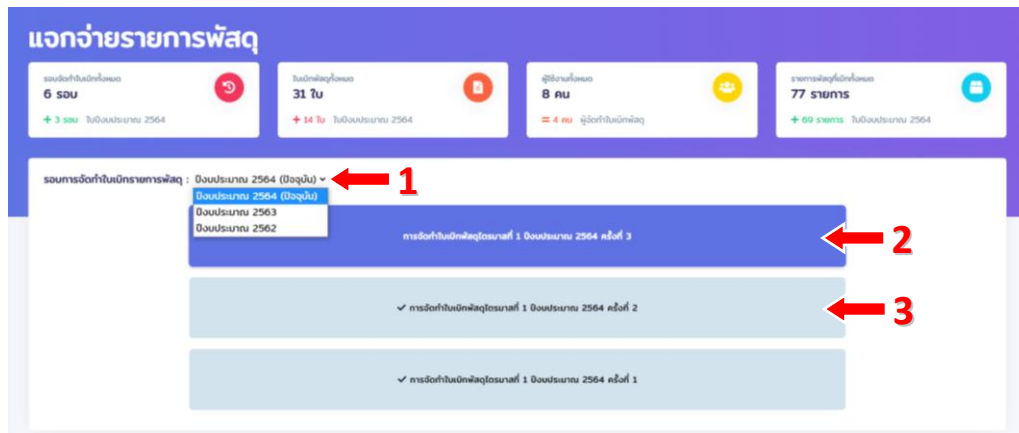 แจกจ่ายรายการพัสดุ
รอบจัดทำใบเบิกทั้งหมด
6 รอบ
+ 3 รอบ ในปีงบประมาณ 2564
ใบเบิกพัสดุทั้งหมด
31 ใบ
+ 14 ใบ ในปีงบประมาณ 2564
ผู้ใช้งานทั้งหมด
8 คน
= 4 คน ผู้จัดทำใบเบิกพัสดุ
รายการพัสดุที่เบิกทั้งหมด
77 รายการ
+ 69 รายการ ในปีงบประมาณ 2564
รอบการจัดทำใบเบิกรายการพัสดุ : ปีงบประมาณ 2564 (ปัจจุบัน)
1
ปีงบประมาณ 2564 (ปัจจุบัน)
ปีงบประมาณ 2563
ปีงบประมาณ 2562
การจัดทำใบเบิกพัสดุไตรมาสที่ 1 ปีงบประมาณ 2564 ครั้งที่ 3
2
✓ การจัดทำใบเบิกพัสดุไตรมาสที่ 1 ปีงบประมาณ 2564 ครั้งที่ 2
3
✓ การจัดทำใบเบิกพัสดุไตรมาสที่ 1 ปีงบประมาณ 2564 ครั้งที่ 1